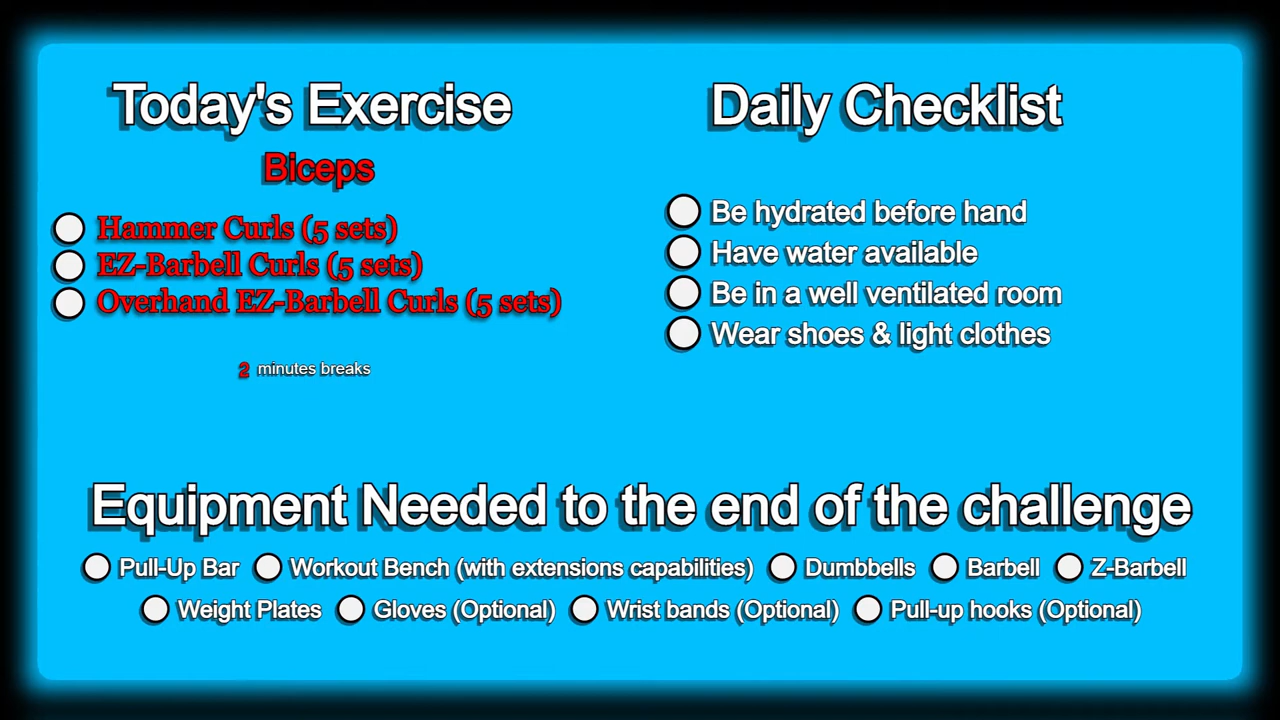 Today's Exercise
Biceps
Hammer Curls (5 sets)
EZ-Barbell Curls (5 sets)
Overhand EZ-Barbell Curls (5 sets)
2 minutes breaks
Daily Checklist
Be hydrated before hand
Have water available
Be in a well ventilated room
Wear shoes & light clothes
Equipment Needed to the end of the challenge
Pull-Up Bar Workout Bench (with extensions capabilities) Dumbbells Barbell Z-Barbell
Weight Plates Gloves (Optional) Wrist bands (Optional) Pull-up hooks (Optional)